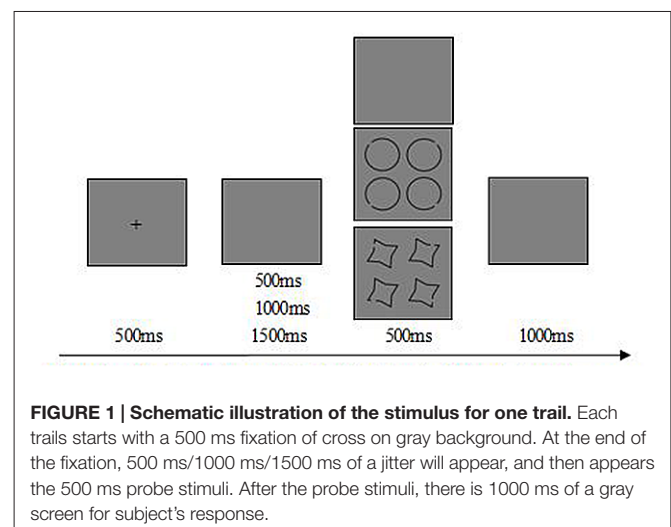 500ms
1000ms
500ms 1500ms 500ms 1000ms
FIGURE 1 | Schematic illustration of the stimulus for one trail. Each
trails starts with a 500 ms fixation of cross on gray background. At the end of
the fixation, 500 ms/1000 ms/1500 ms of a jitter will appear, and then appears
the 500 ms probe stimuli. After the probe stimuli, there is 1000 ms of a gray
screen for subject's response.